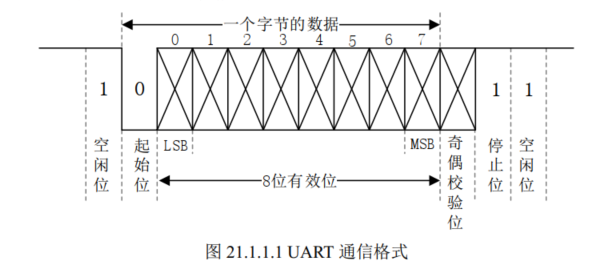 一个字节的数据
0 1 2 3 4 5 6 7
1 0 1 1
LSB MSB
空闲位 起始位 奇偶校验位 停止位 空闲位
8位有效位
图 21.1.1.1 UART 通信格式